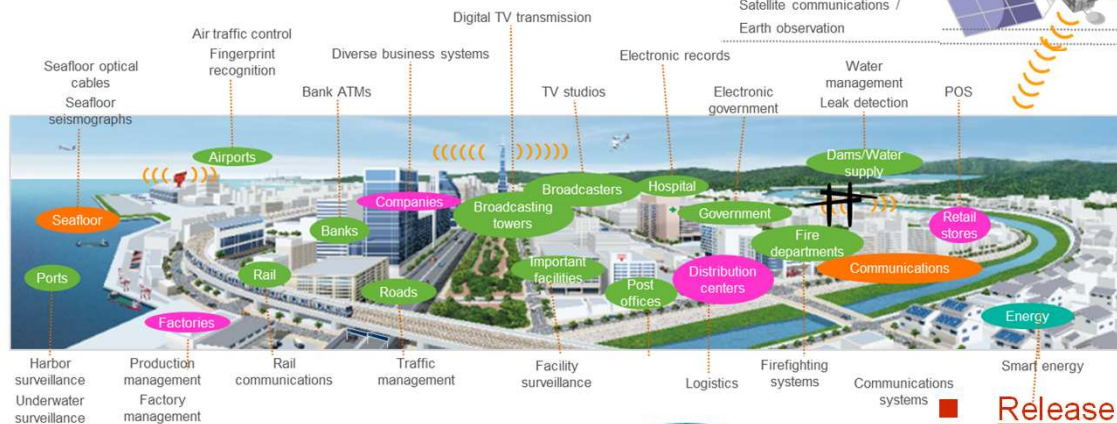 Satellite communications /
Earth observation
Digital TV transmission
Air traffic control
Fingerprint
recognition
Diverse business systems
Electronic records
Seafloor optical
cables
Seafloor
seismographs
Bank ATMs
TV studios
Electronic
government
Water
management
Leak detection
POS
Airports
Dams/Water
supply
Seafloor
Companies
Broadcasters
Hospital
Broadcasting
towers
Government
Retail
stores
Banks
Fire
departments
Ports
Rail
Roads
Important
facilities
Post
offices
Distribution
centers
Communications
Factories
Energy
Harbor
surveillance
Underwater
surveillance
Production
management
Factory
management
Rail
communications
Traffic
management
Facility
surveillance
Logistics
Firefighting
systems
Communications
systems
Smart energy
Release